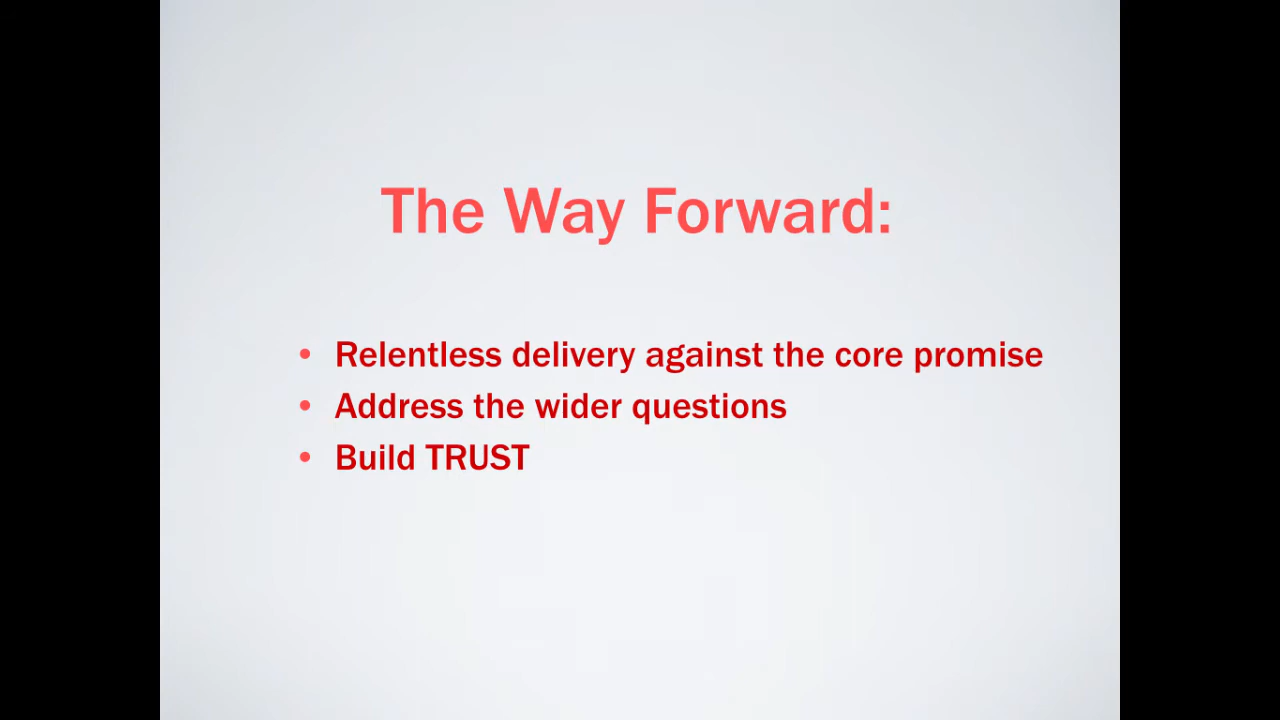 The Way Forward:
• Relentless delivery against the core promise
• Address the wider questions
• Build TRUST